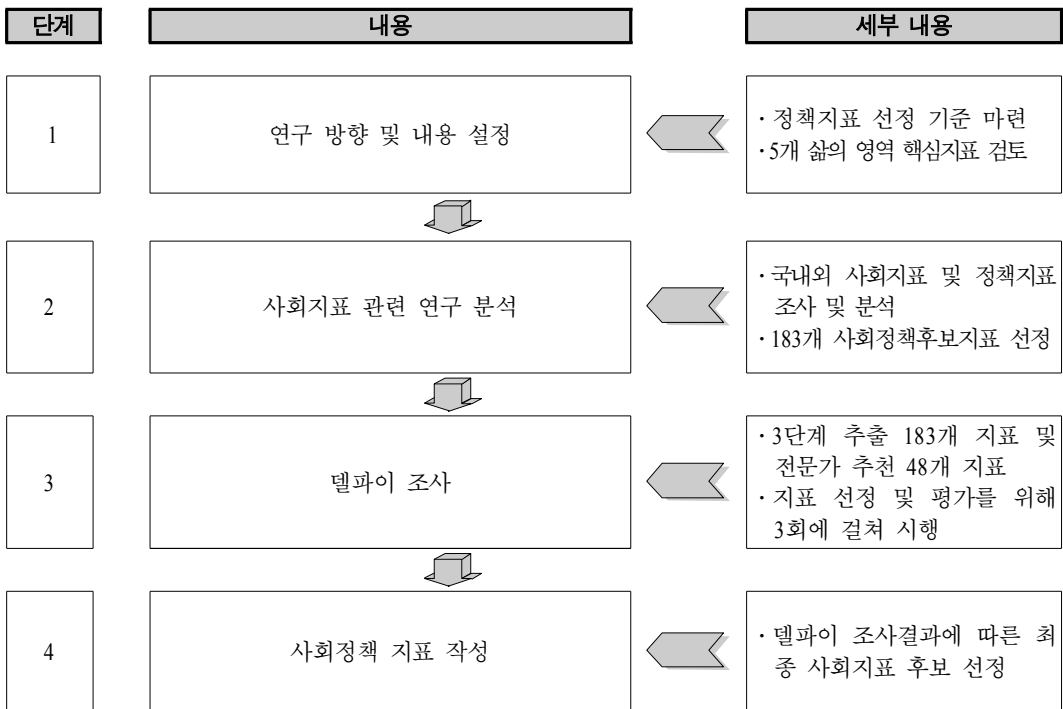 단계
내용
세부 내용
1
연구 방향 및 내용 설정
· 정책지표 선정 기준 마련
· 5개 삶의 영역 핵심지표 검토
2
사회지표 관련 연구 분석
· 국내외 사회지표 및 정책지표
조사 및 분석
· 183개 사회정책후보지표 선정
3
델파이 조사
· 3단계 추출 183개 지표 및
전문가 추천 48개 지표
· 지표 선정 및 평가를 위해
3회에 걸쳐 시행
4
사회정책 지표 작성
· 델파이 조사결과에 따른 최
종 사회지표 후보 선정